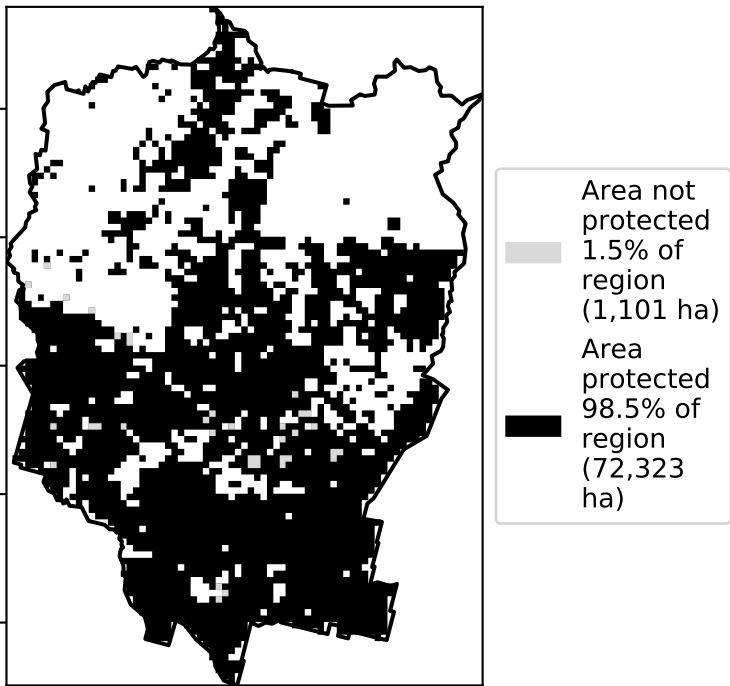 Area not
protected
1.5% of
region
(1,101 ha)
Area
protected
98.5% of
region
(72,323
ha)